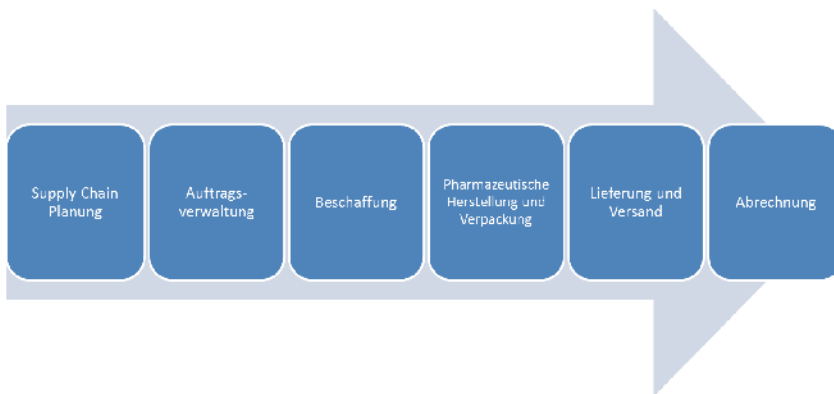 Supply Chain
Planung
Auftrags-
verwaltung
Beschaffung
Pharmazeutische
Herstellung und
Verpackung
Lieferung und
Versand
Abrechnung